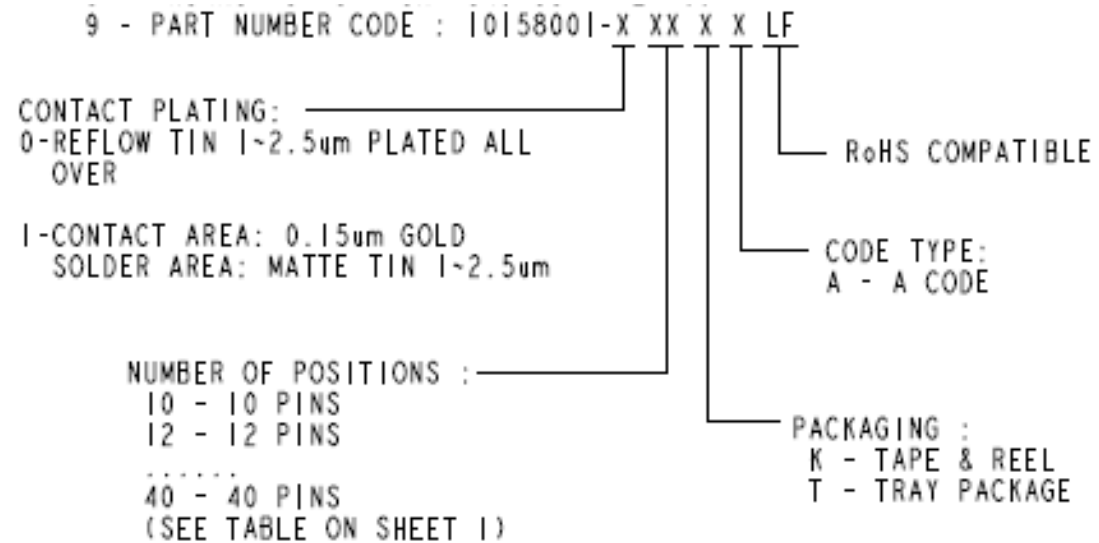 9 - PART NUMBER CODE : 10158001-X XX X X LF
CONTACT PLATING:
0-REFLOW TIN 1~2.5um PLATED ALL
OVER
1-CONTACT AREA: 0.15um GOLD
SOLDER AREA: MATTE TIN 1~2.5um
NUMBER OF POSITIONS :
10 - 10 PINS
12 - 12 PINS
......
40 - 40 PINS
(SEE TABLE ON SHEET 1)
RoHS COMPATIBLE
CODE TYPE:
A - A CODE
PACKAGING :
K - TAPE & REEL
T - TRAY PACKAGE